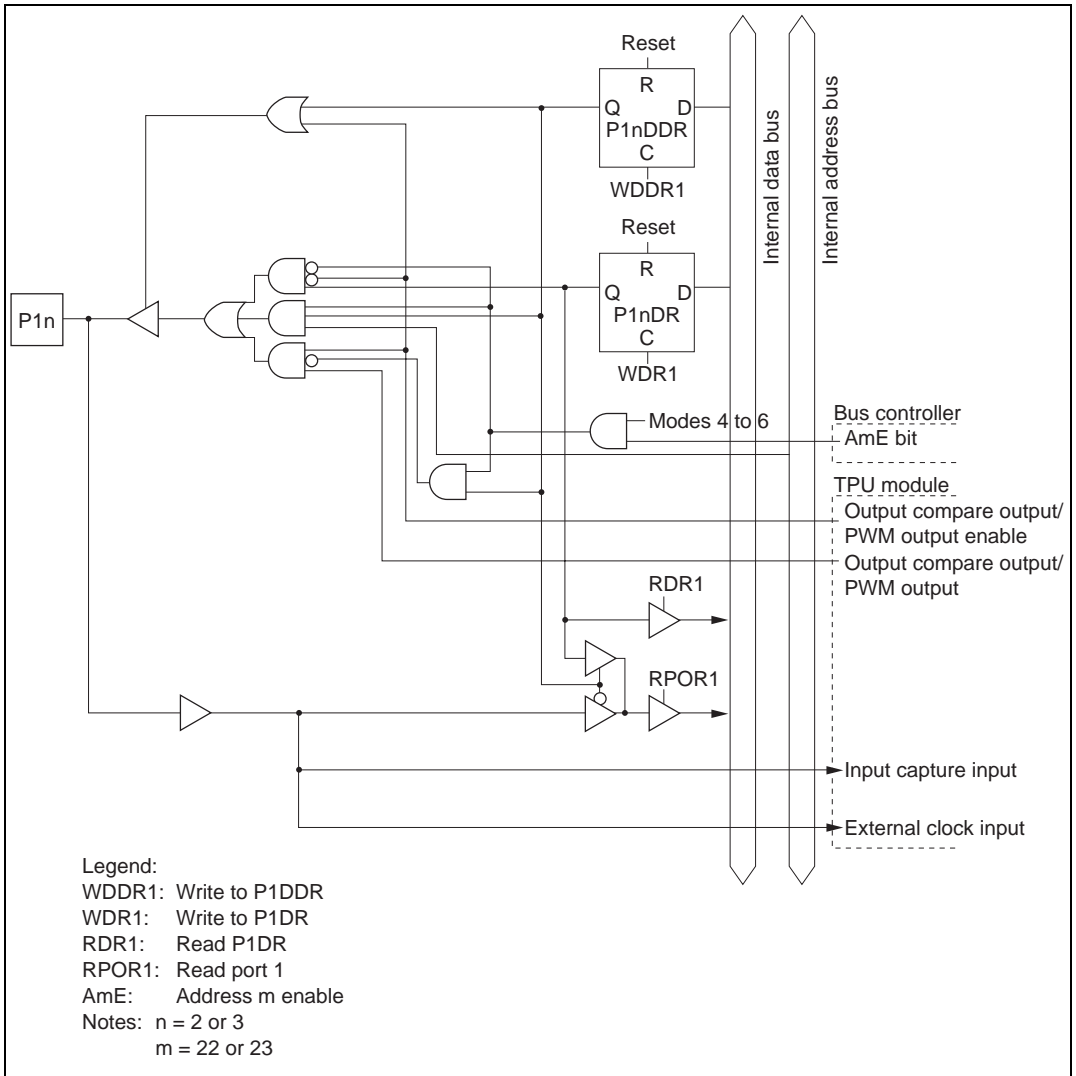 Reset
R
Q D
P1nDDR
C
WDDR1
Internal data bus
Internal address bus
Reset
R
Q D
P1nDR
C
WDR1
P1n
Modes 4 to 6
Bus controller
AmE bit
TPU module
Output compare output/
PWM output enable
Output compare output/
PWM output
RDR1
RPOR1
Input capture input
External clock input
Legend:
WDDR1: Write to P1DDR
WDR1: Write to P1DR
RDR1: Read P1DR
RPOR1: Read port 1
AmE: Address m enable
Notes: n = 2 or 3
m = 22 or 23